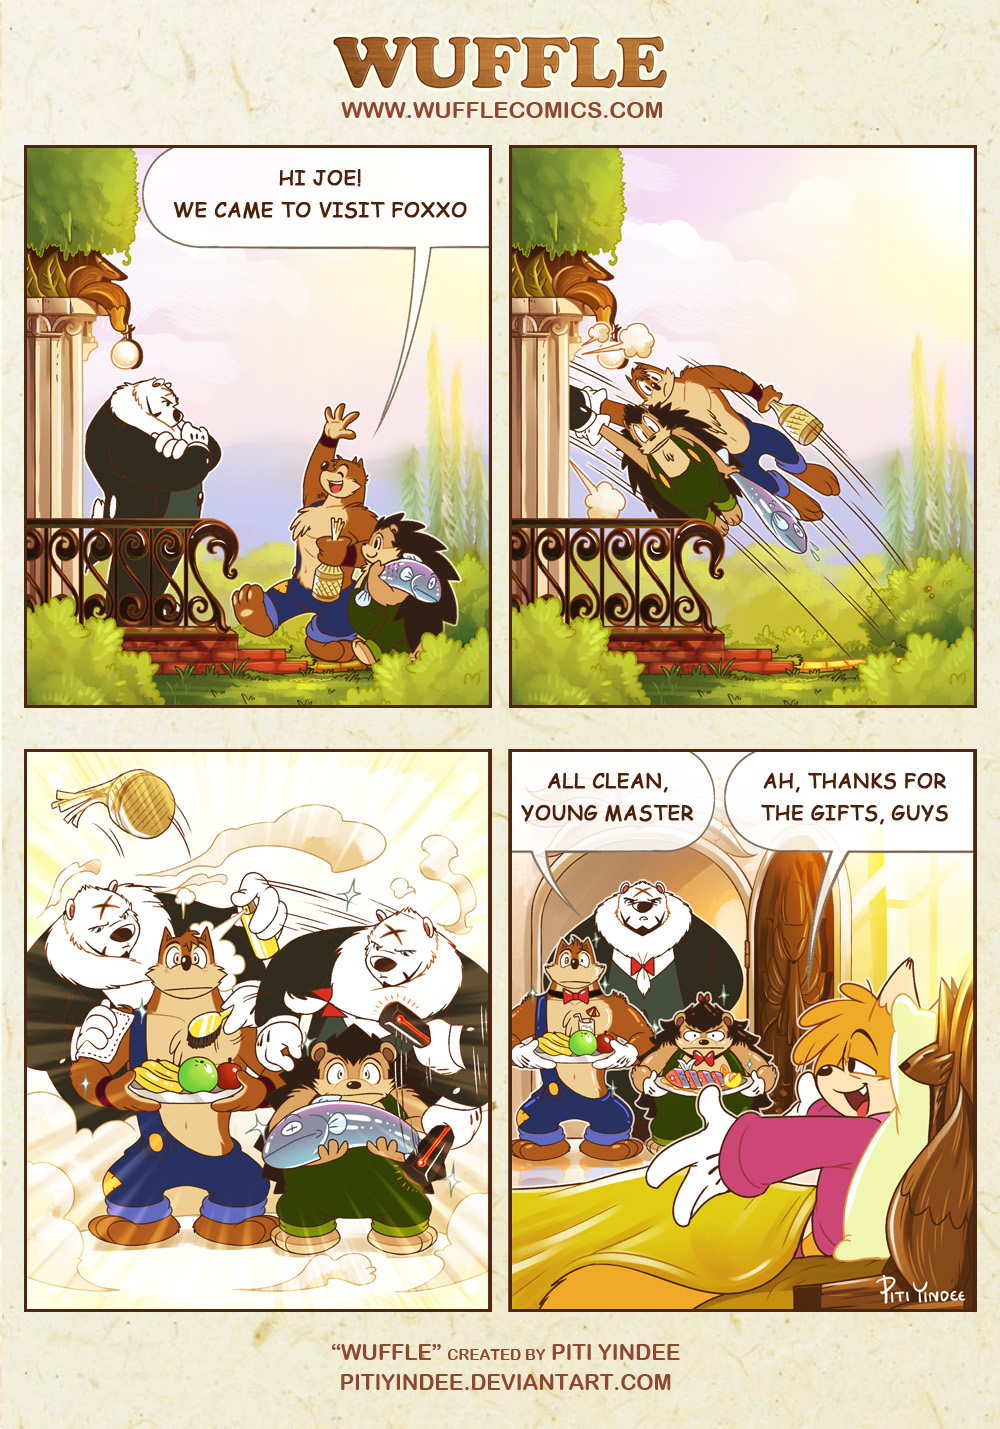 WUFFLE
WWW.WUFFLECOMICS.COM
HI JOE!
WE CAME TO VISIT FOXXO
ALL CLEAN,
YOUNG MASTER
AH, THANKS FOR
THE GIFTS, GUYS
PITI YINDEE
“WUFFLE” CREATED BY PITI YINDEE
PITIYINDEE.DEVIANTART.COM